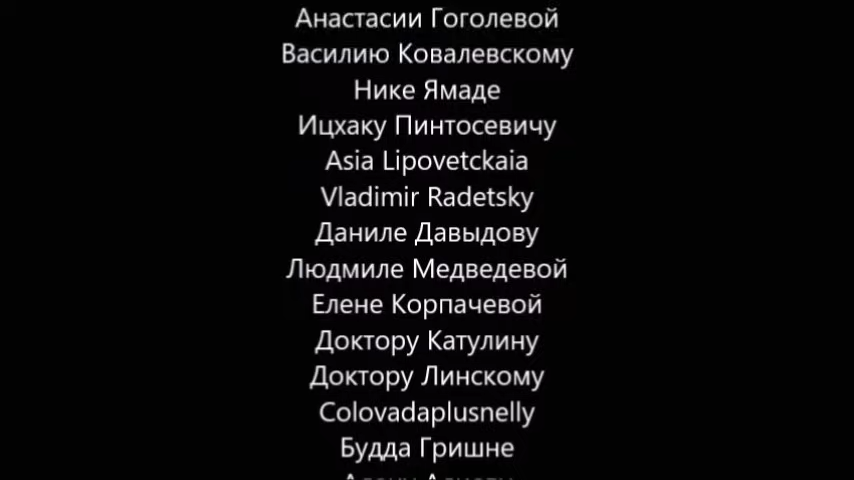 Анастасии Гоголевой
Василию Ковалевскому
Нике Ямаде
Ицхаку Пинтосевичу
Asia Lipovetckaia
Vladimir Radetsky
Даниле Давыдову
Людмиле Медведевой
Елене Корпачевой
Доктору Катулину
Доктору Линскому
Colovadaplusnelly
Будда Гришне